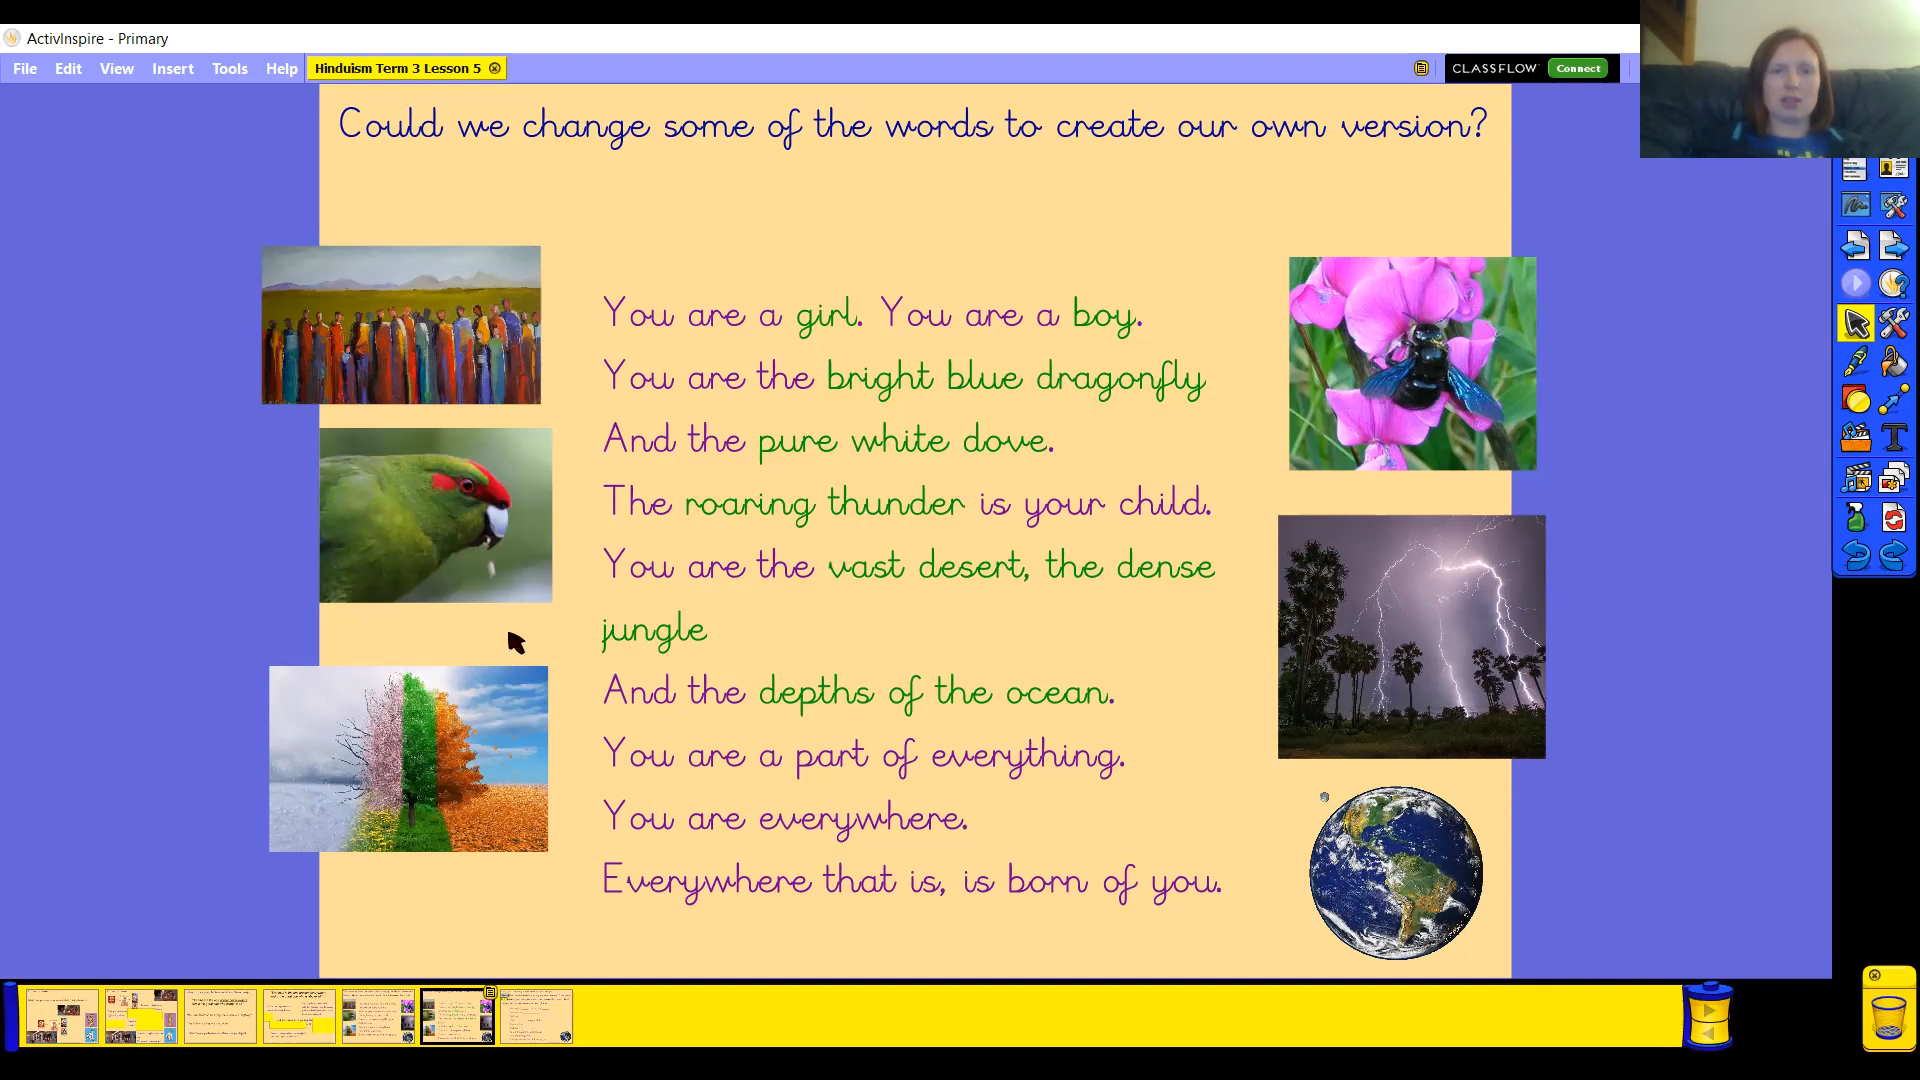 ActivInspire - Primary
File Edit View Insert Tools Help Hinduism Term 3 Lesson 5
CLASSFLOW Connect
Could we change some of the words to create our own version?
You are a girl. You are a boy.
You are the bright blue dragonfly
And the pure white dove.
The roaring thunder is your child.
You are the vast desert, the dense
jungle
And the depths of the ocean.
You are a part of everything.
You are everywhere.
Everywhere that is, is born of you.